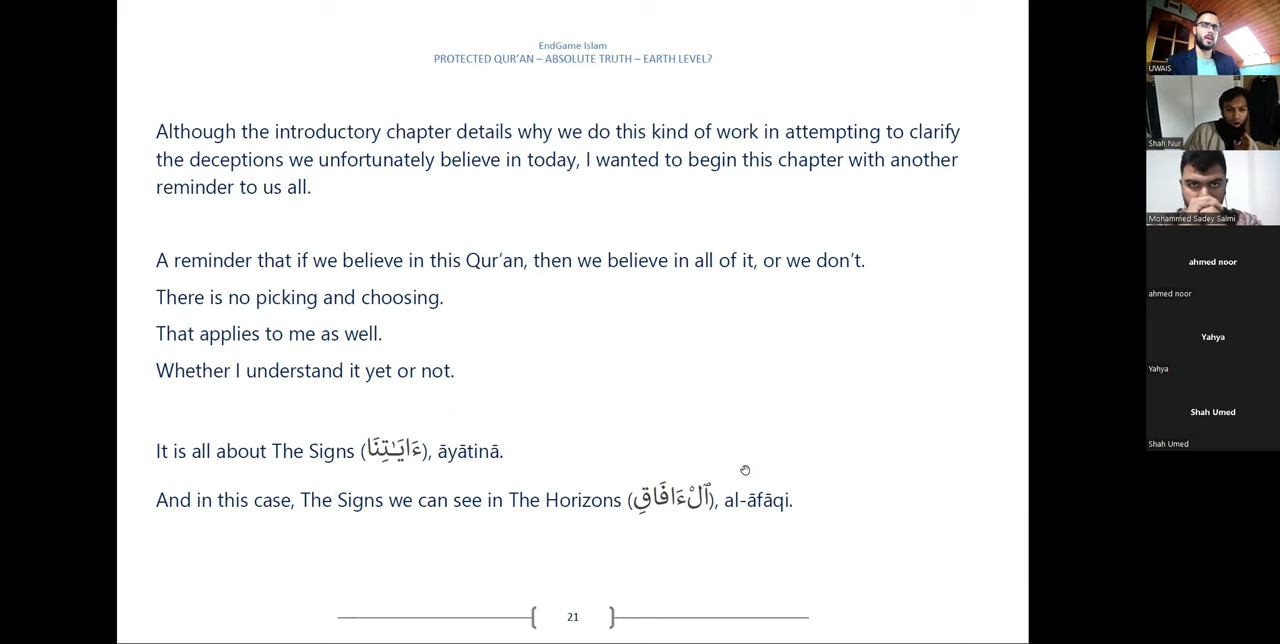 EndGame Islam
PROTECTED QUR’AN – ABSOLUTE TRUTH – EARTH LEVEL?
Although the introductory chapter details why we do this kind of work in attempting to clarify
the deceptions we unfortunately believe in today, I wanted to begin this chapter with another
reminder to us all.
A reminder that if we believe in this Qur’an, then we believe in all of it, or we don’t.
There is no picking and choosing.
That applies to me as well.
Whether I understand it yet or not.
It is all about The Signs (ءَايَـٰتِنَا), āyātinā.
And in this case, The Signs we can see in The Horizons (ٱلْـَٔافَاقِ), al-āfāqi.
21
UWAIS
Shah Nur
Mohammed Sadey Salmi
ahmed noor
ahmed noor
Yahya
Yahya
Shah Umed
Shah Umed